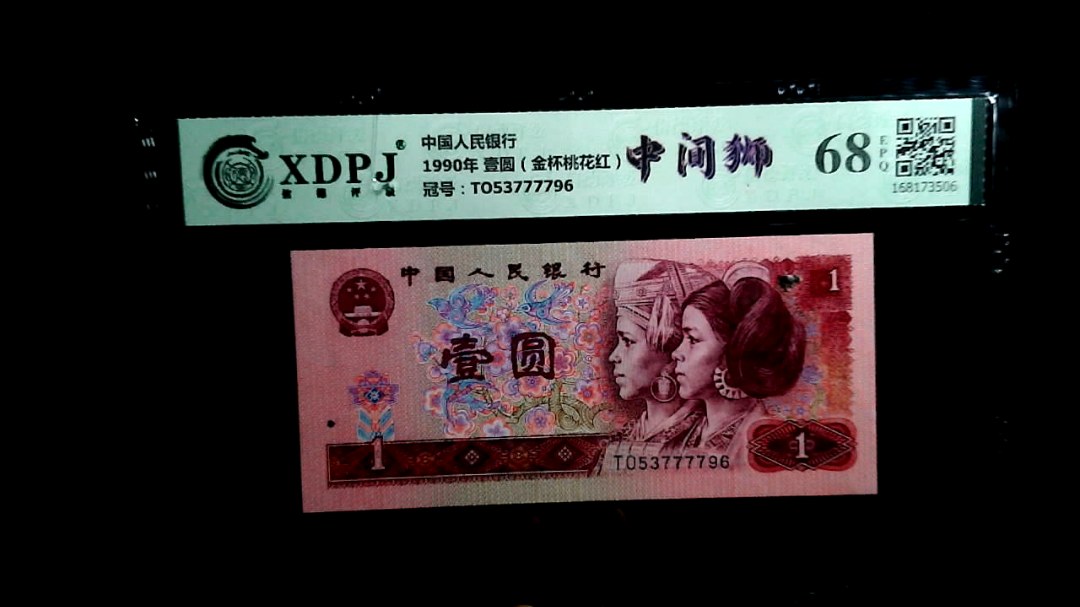 XDPJ®
中国人民银行
1990年 壹圆（金杯桃花红）
冠号：TO53777796
中间狮
68
EPQ
168173506
中國人民银行
1
壹圆
1
1
TO53777796